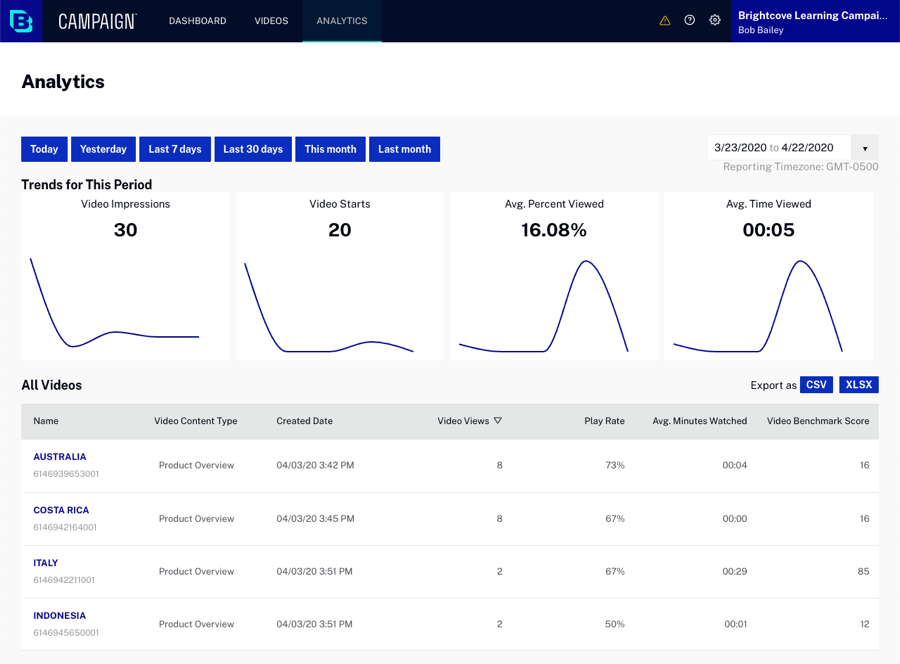 CAMPAIGN DASHBOARD VIDEOS ANALYTICS
Brightcove Learning Campai...
Bob Bailey
Analytics
Today Yesterday Last 7 days Last 30 days This month Last month
3/23/2020 to 4/22/2020
Reporting Timezone: GMT-0500
Trends for This Period
Video Impressions Video Starts Avg. Percent Viewed Avg. Time Viewed
30 20 16.08% 00:05
All Videos Export as CSV XLSX
Name Video Content Type Created Date Video Views Play Rate Avg. Minutes Watched Video Benchmark Score
AUSTRALIA
6146939653001
Product Overview 04/03/20 3:42 PM 8 73% 00:04 16
COSTA RICA
6146942164001
Product Overview 04/03/20 3:45 PM 8 67% 00:00 16
ITALY
6146942211001
Product Overview 04/03/20 3:51 PM 2 67% 00:29 85
INDONESIA
6146945650001
Product Overview 04/03/20 3:51 PM 2 50% 00:01 12